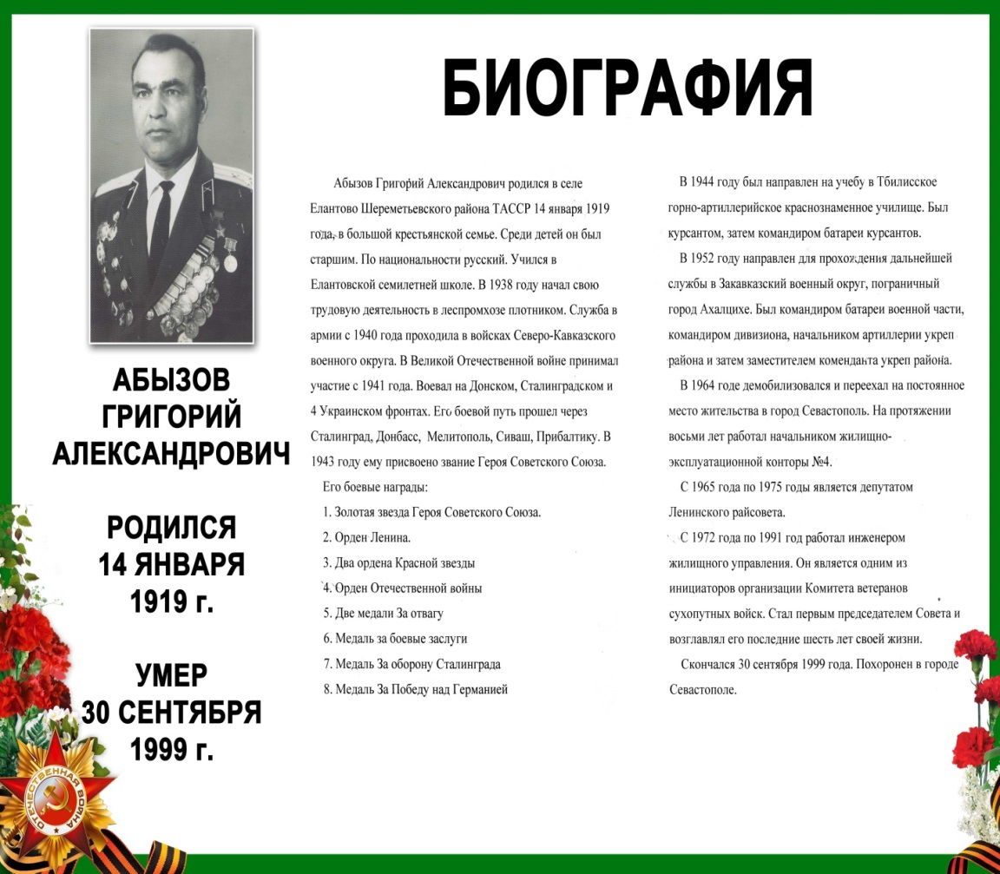 БИОГРАФИЯ
АБЫЗОВ
ГРИГОРИЙ
АЛЕКСАНДРОВИЧ
РОДИЛСЯ
14 ЯНВАРЯ
1919 г.
УМЕР
30 СЕНТЯБРЯ
1999 г.
Абызов Григорий Александрович родился в селе
Елантово Шереметьевского района ТАССР 14 января 1919
года, в большой крестьянской семье. Среди детей он был
старшим. По национальности русский. Учился в
Елантовской семилетней школе. В 1938 году начал свою
трудовую деятельность в леспромхозе плотником. Служба в
армии с 1940 года проходила в войсках Северо-Кавказского
военного округа. В Великой Отечественной войне принимал
участие с 1941 года. Воевал на Донском, Сталинградском и
4 Украинском фронтах. Его боевой путь прошел через
Сталинград, Донбасс, Мелитополь, Сиваш, Прибалтику. В
1943 году ему присвоено звание Героя Советского Союза.
Его боевые награды:
1. Золотая звезда Героя Советского Союза.
2. Орден Ленина.
3. Два ордена Красной звезды
4. Орден Отечественной войны
5. Две медали За отвагу
6. Медаль за боевые заслуги
7. Медаль За оборону Сталинграда
8. Медаль За Победу над Германией
В 1944 году был направлен на учебу в Тбилисское
горно-артиллерийское краснознаменное училище. Был
курсантом, затем командиром батареи курсантов.
В 1952 году направлен для прохождения дальнейшей
службы в Закавказский военный округ, пограничный
город Ахалцихе. Был командиром батареи военной части,
командиром дивизиона, начальником артиллерии укреп
района и затем заместителем коменданта укреп района.
В 1964 годе демобилизовался и переехал на постоянное
место жительства в город Севастополь. На протяжении
восьми лет работал начальником жилищно-
эксплуатационной конторы №4.
С 1965 года по 1975 годы является депутатом
Ленинского райсовета.
С 1972 года по 1991 год работал инженером
жилищного управления. Он является одним из
инициаторов организации Комитета ветеранов
сухопутных войск. Стал первым председателем Совета и
возглавлял его последние шесть лет своей жизни.
Скончался 30 сентября 1999 года. Похоронен в городе
Севастополе.
ОТЕЧЕСТВЕННАЯ ВОЙНА